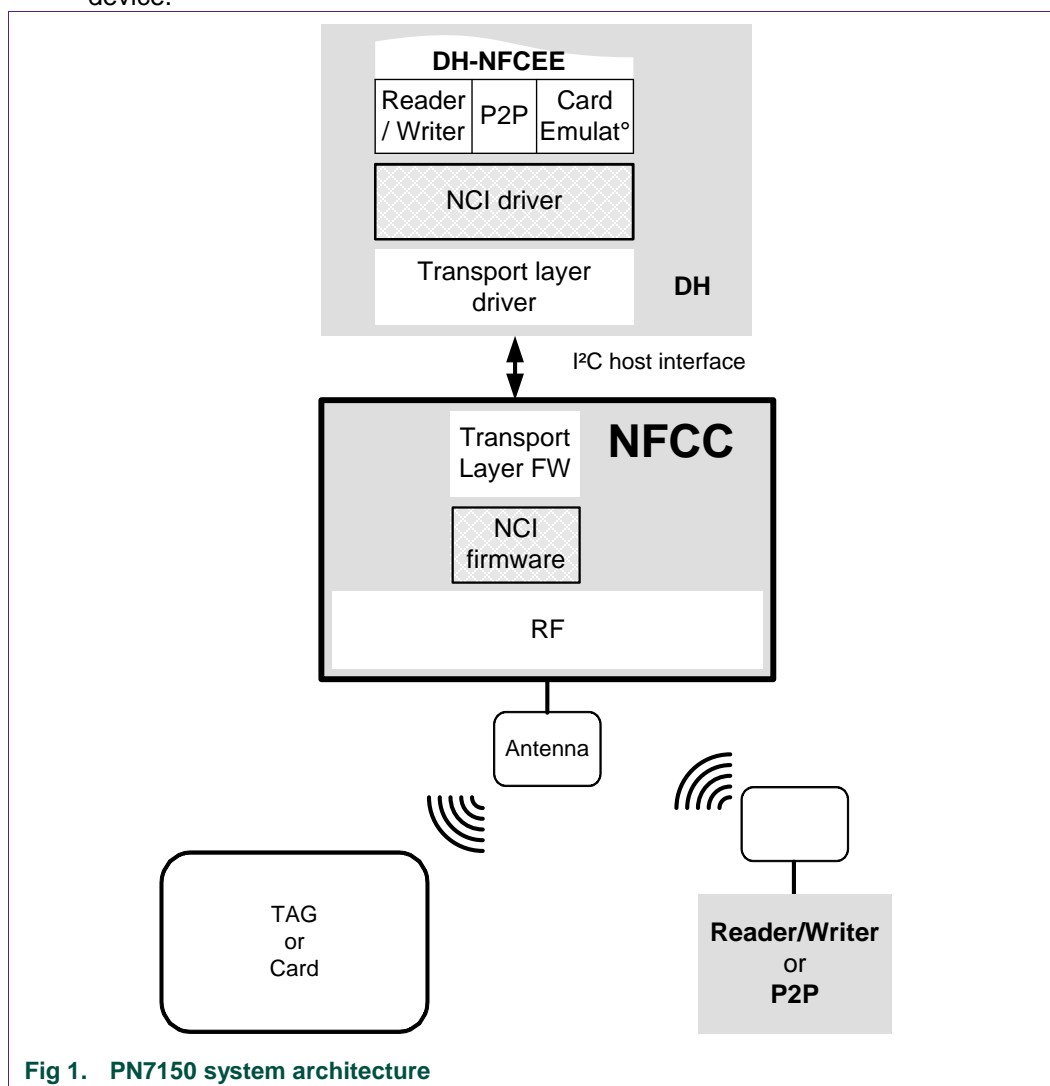 device.
DH-NFCEE
Reader
/ Writer
P2P
Card
Emulat°
NCI driver
Transport layer
driver
DH
I²C host interface
Transport
Layer FW
NFCC
NCI
firmware
RF
Antenna
TAG
or
Card
Reader/Writer
or
P2P
Fig 1. PN7150 system architecture